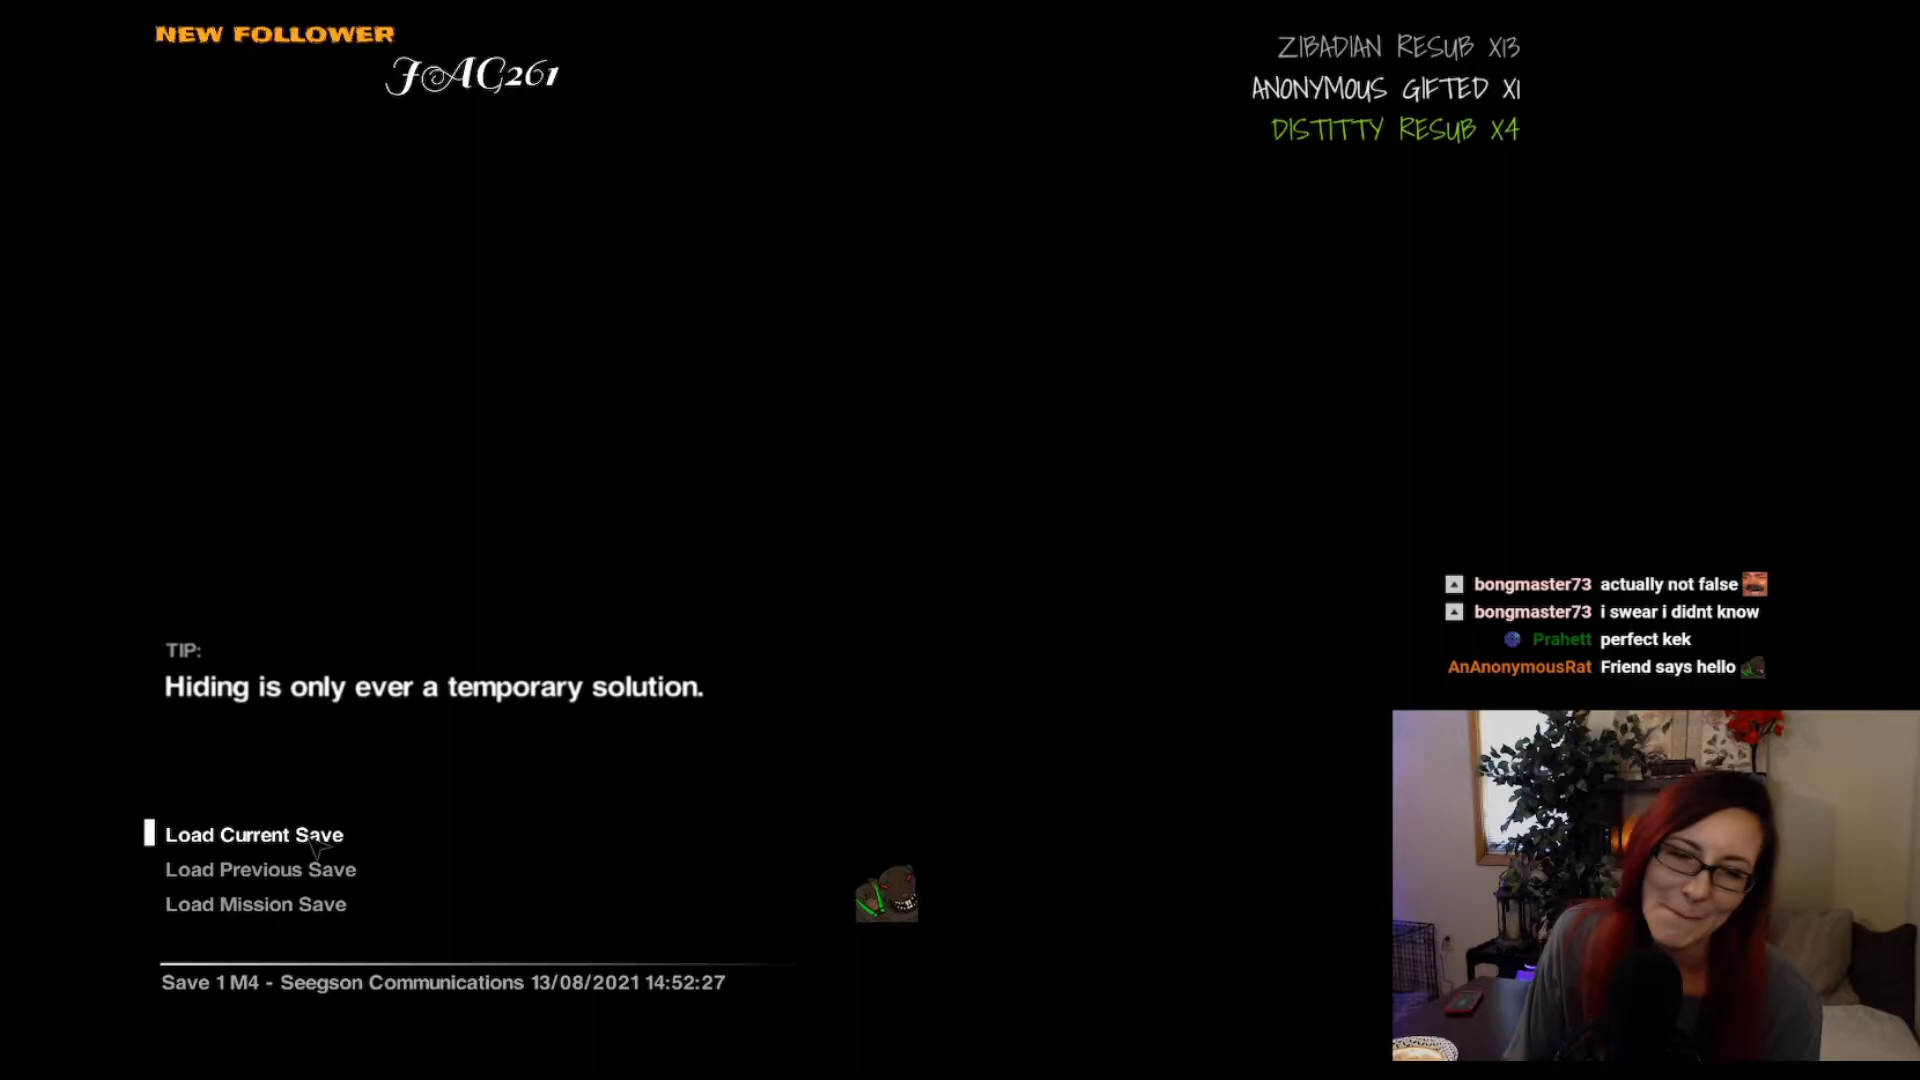 NEW FOLLOWER
JAG261
ZIBADIAN RESUB X13
ANONYMOUS GIFTED X1
DISTITTY RESUB X4
bongmaster73 actually not false
bongmaster73 i swear i didnt know
Prahett perfect kek
AnAnonymousRat Friend says hello
TIP:
Hiding is only ever a temporary solution.
Load Current Save
Load Previous Save
Load Mission Save
Save 1 M4 - Seegson Communications 13/08/2021 14:52:27